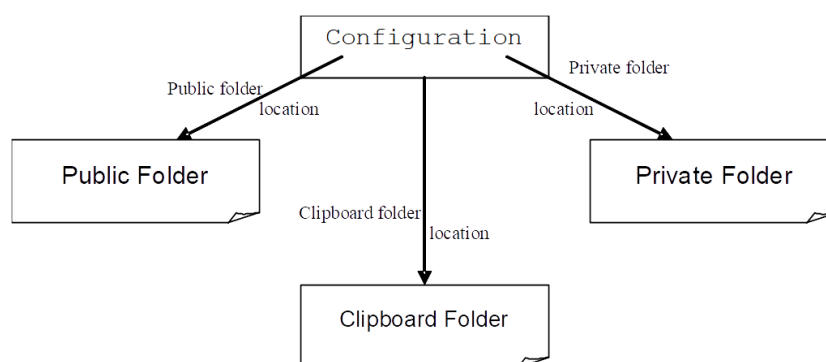 Configuration
Public folder
location
Private folder
location
Public Folder
Private Folder
Clipboard folder
location
Clipboard Folder